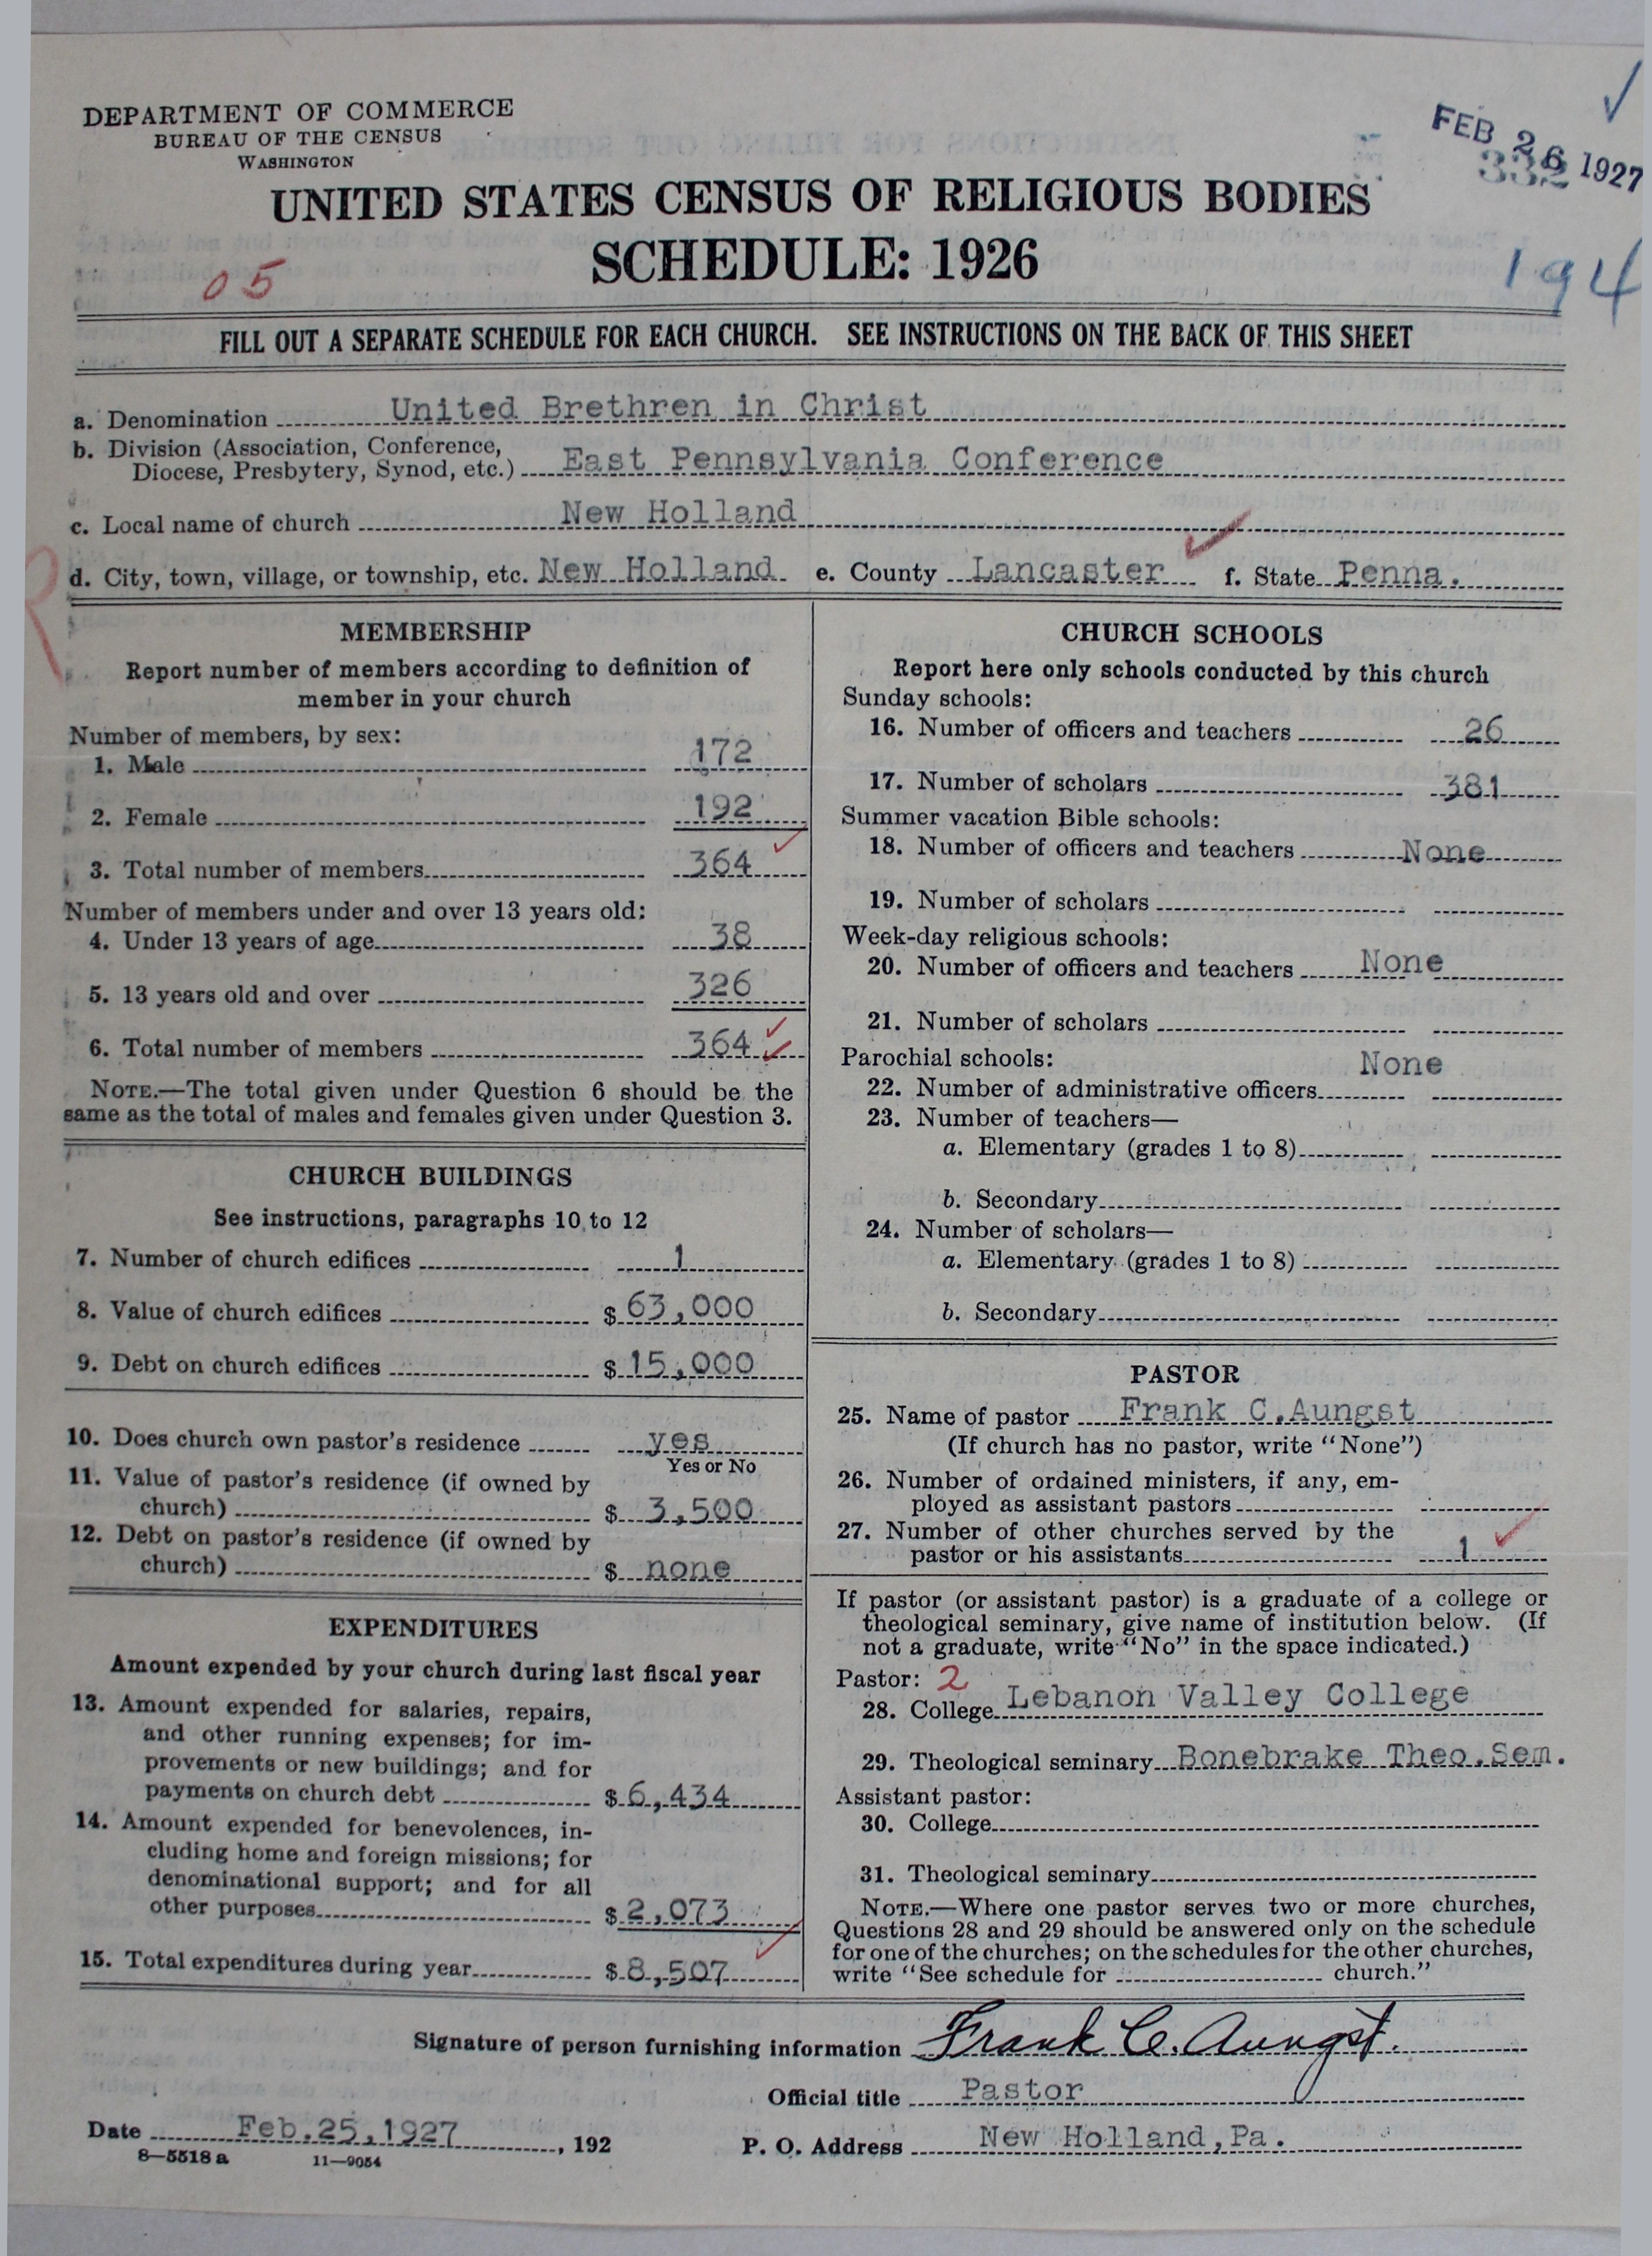 DEPARTMENT OF COMMERCE
BUREAU OF THE CENSUS
WASHINGTON
FEB 26 1927
332
UNITED STATES CENSUS OF RELIGIOUS BODIES
SCHEDULE: 1926
05
194
FILL OUT A SEPARATE SCHEDULE FOR EACH CHURCH. SEE INSTRUCTIONS ON THE BACK OF THIS SHEET
a. Denomination United Brethren in Christ
b. Division (Association, Conference,
Diocese, Presbytery, Synod, etc.) East Pennsylvania Conference
c. Local name of church New Holland
d. City, town, village, or township, etc. New Holland e. County Lancaster f. State Penna.
MEMBERSHIP
Report number of members according to definition of
member in your church
Number of members, by sex:
1. Male 172
2. Female 192
3. Total number of members 364
Number of members under and over 13 years old:
4. Under 13 years of age 38
5. 13 years old and over 326
6. Total number of members 364
NOTE.—The total given under Question 6 should be the
same as the total of males and females given under Question 3.
CHURCH BUILDINGS
See instructions, paragraphs 10 to 12
7. Number of church edifices 1
8. Value of church edifices $ 63,000
9. Debt on church edifices $ 15,000
10. Does church own pastor's residence yes
Yes or No
11. Value of pastor's residence (if owned by
church) $ 3,500
12. Debt on pastor's residence (if owned by
church) $ none
EXPENDITURES
Amount expended by your church during last fiscal year
13. Amount expended for salaries, repairs,
and other running expenses; for im-
provements or new buildings; and for
payments on church debt $ 6,434
14. Amount expended for benevolences, in-
cluding home and foreign missions; for
denominational support; and for all
other purposes $ 2,073
15. Total expenditures during year $ 8,507
CHURCH SCHOOLS
Report here only schools conducted by this church
Sunday schools:
16. Number of officers and teachers 26
17. Number of scholars 381
Summer vacation Bible schools:
18. Number of officers and teachers None
19. Number of scholars
Week-day religious schools:
20. Number of officers and teachers None
21. Number of scholars
Parochial schools: None
22. Number of administrative officers
23. Number of teachers—
a. Elementary (grades 1 to 8)
b. Secondary
24. Number of scholars—
a. Elementary (grades 1 to 8)
b. Secondary
PASTOR
25. Name of pastor Frank C.Aungst
(If church has no pastor, write "None")
26. Number of ordained ministers, if any, em-
ployed as assistant pastors
27. Number of other churches served by the
pastor or his assistants 1
If pastor (or assistant pastor) is a graduate of a college or
theological seminary, give name of institution below. (If
not a graduate, write "No" in the space indicated.)
Pastor: 2
28. College Lebanon Valley College
29. Theological seminary Bonebrake Theo.Sem.
Assistant pastor:
30. College
31. Theological seminary
NOTE.—Where one pastor serves two or more churches,
Questions 28 and 29 should be answered only on the schedule
for one of the churches; on the schedules for the other churches,
write "See schedule for church."
Signature of person furnishing information Frank C. Aungst.
Official title Pastor
Date Feb.25,1927, 192
P. O. Address New Holland,Pa.
8—5518 a 11—9054